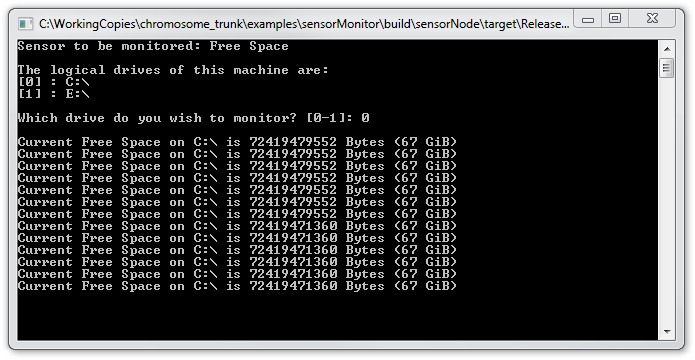 C:\WorkingCopies\chromosome_trunk\examples\sensorMonitor\build\sensorNode\target\Release...
Sensor to be monitored: Free Space
The logical drives of this machine are:
[0] : C:\
[1] : E:\
Which drive do you wish to monitor? [0-1]: 0
Current Free Space on C:\ is 72419479552 Bytes (67 GiB)
Current Free Space on C:\ is 72419479552 Bytes (67 GiB)
Current Free Space on C:\ is 72419479552 Bytes (67 GiB)
Current Free Space on C:\ is 72419479552 Bytes (67 GiB)
Current Free Space on C:\ is 72419479552 Bytes (67 GiB)
Current Free Space on C:\ is 72419479552 Bytes (67 GiB)
Current Free Space on C:\ is 72419479552 Bytes (67 GiB)
Current Free Space on C:\ is 72419471360 Bytes (67 GiB)
Current Free Space on C:\ is 72419471360 Bytes (67 GiB)
Current Free Space on C:\ is 72419471360 Bytes (67 GiB)
Current Free Space on C:\ is 72419471360 Bytes (67 GiB)
Current Free Space on C:\ is 72419471360 Bytes (67 GiB)
Current Free Space on C:\ is 72419471360 Bytes (67 GiB)